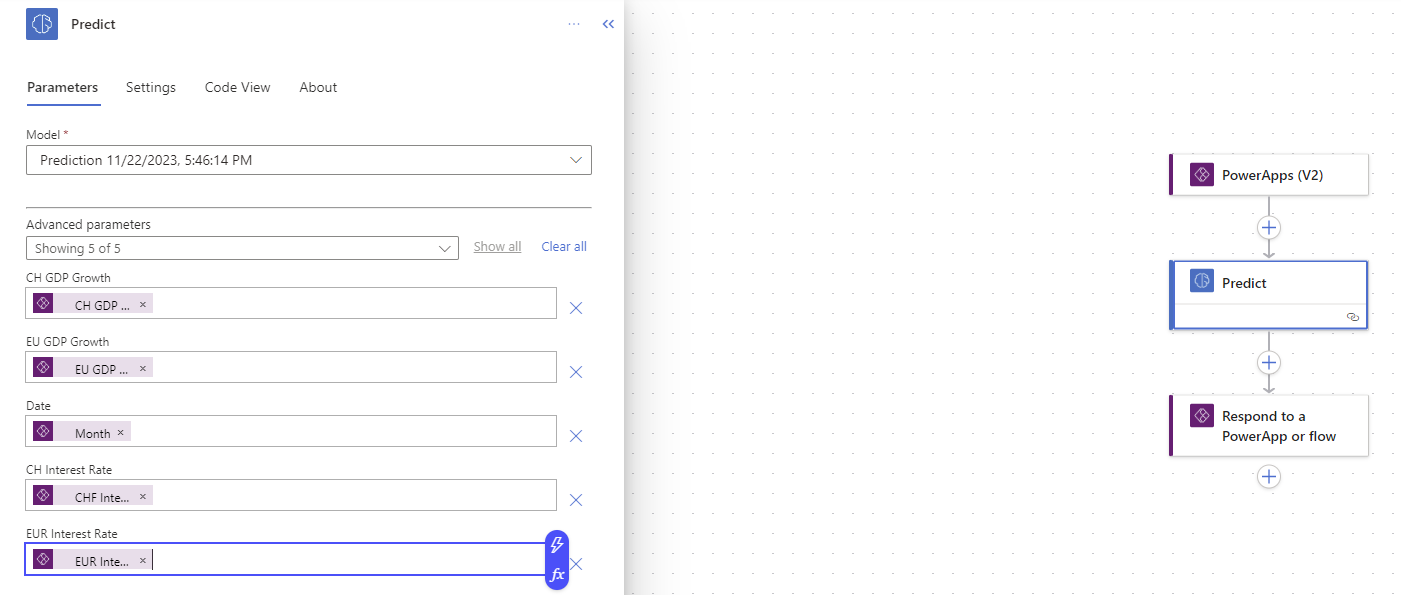 Predict
Parameters
Settings
Code View
About
Model *
Prediction 11/22/2023, 5:46:14 PM
Advanced parameters
Showing 5 of 5
Show all
Clear all
CH GDP Growth
CH GDP ...
EU GDP Growth
EU GDP ...
Date
Month
CH Interest Rate
CHF Inte...
EUR Interest Rate
EUR Inte...
fx
PowerApps (V2)
Predict
Respond to a
PowerApp or flow